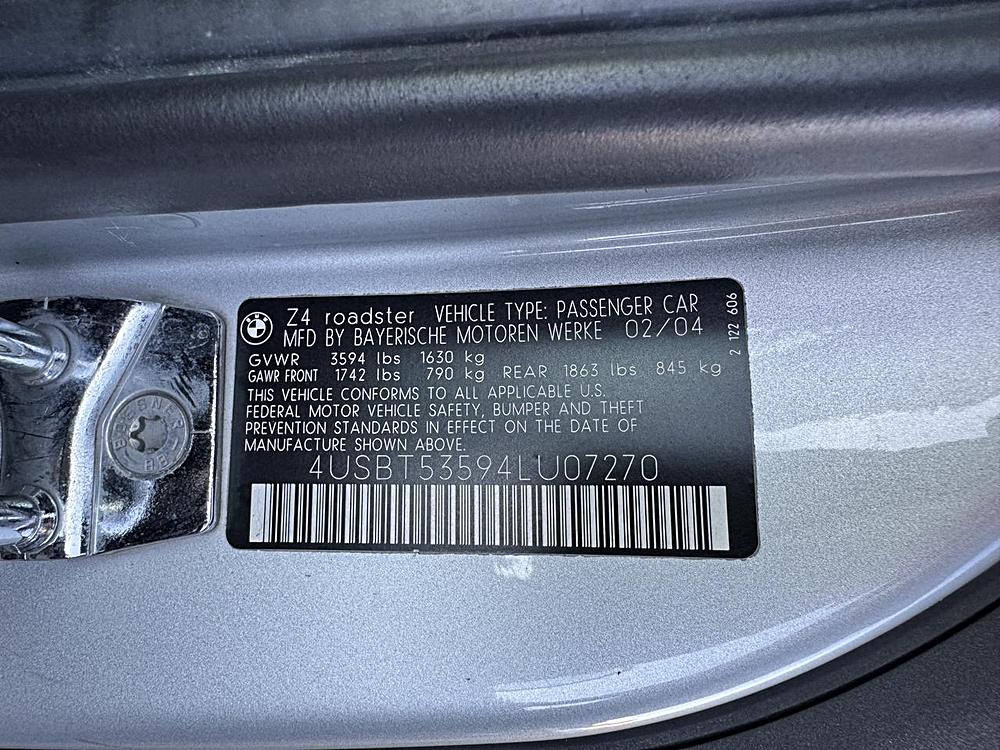 Z4 roadster VEHICLE TYPE: PASSENGER CAR
MFD BY BAYERISCHE MOTOREN WERKE 02/04
GVWR 3594 lbs 1630 kg
GAWR FRONT 1742 lbs 790 kg REAR 1863 lbs 845 kg
THIS VEHICLE CONFORMS TO ALL APPLICABLE U.S.
FEDERAL MOTOR VEHICLE SAFETY, BUMPER AND THEFT
PREVENTION STANDARDS IN EFFECT ON THE DATE OF
MANUFACTURE SHOWN ABOVE.
4USBT53594LU07270
2 122 606